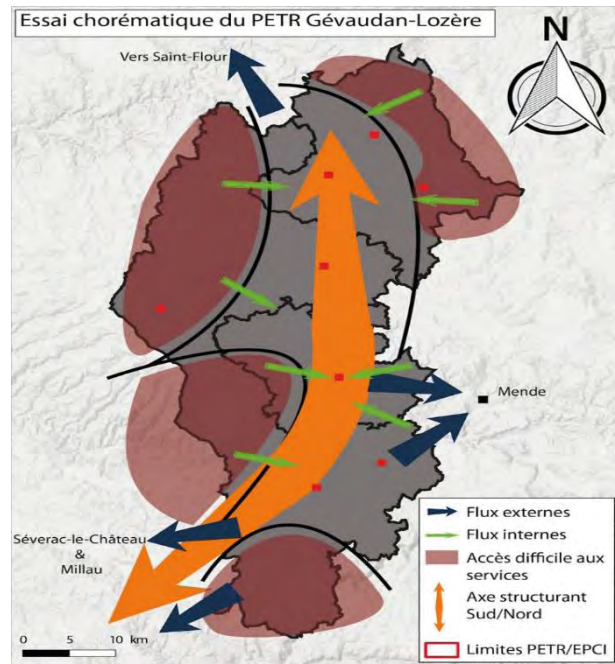 Essai chorématique du PETR Gévaudan-Lozère
Vers Saint-Flour
N
Mende
Séverac-le-Château
&
Millau
0 5 10 km
Flux externes
Flux internes
Accès difficile aux
services
Axe structurant
Sud/Nord
Limites PETR/EPCI